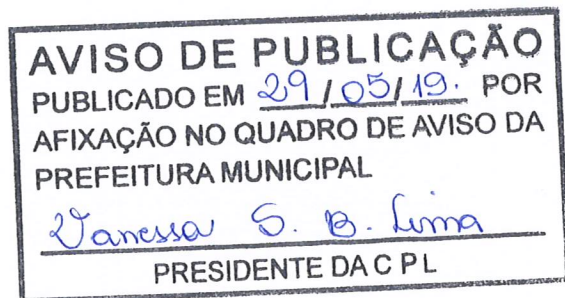 AVISO DE PUBLICAÇÃO
PUBLICADO EM 29/05/19. POR
AFIXAÇÃO NO QUADRO DE AVISO DA
PREFEITURA MUNICIPAL
Vanessa S. B. Lima
PRESIDENTE DA C P L